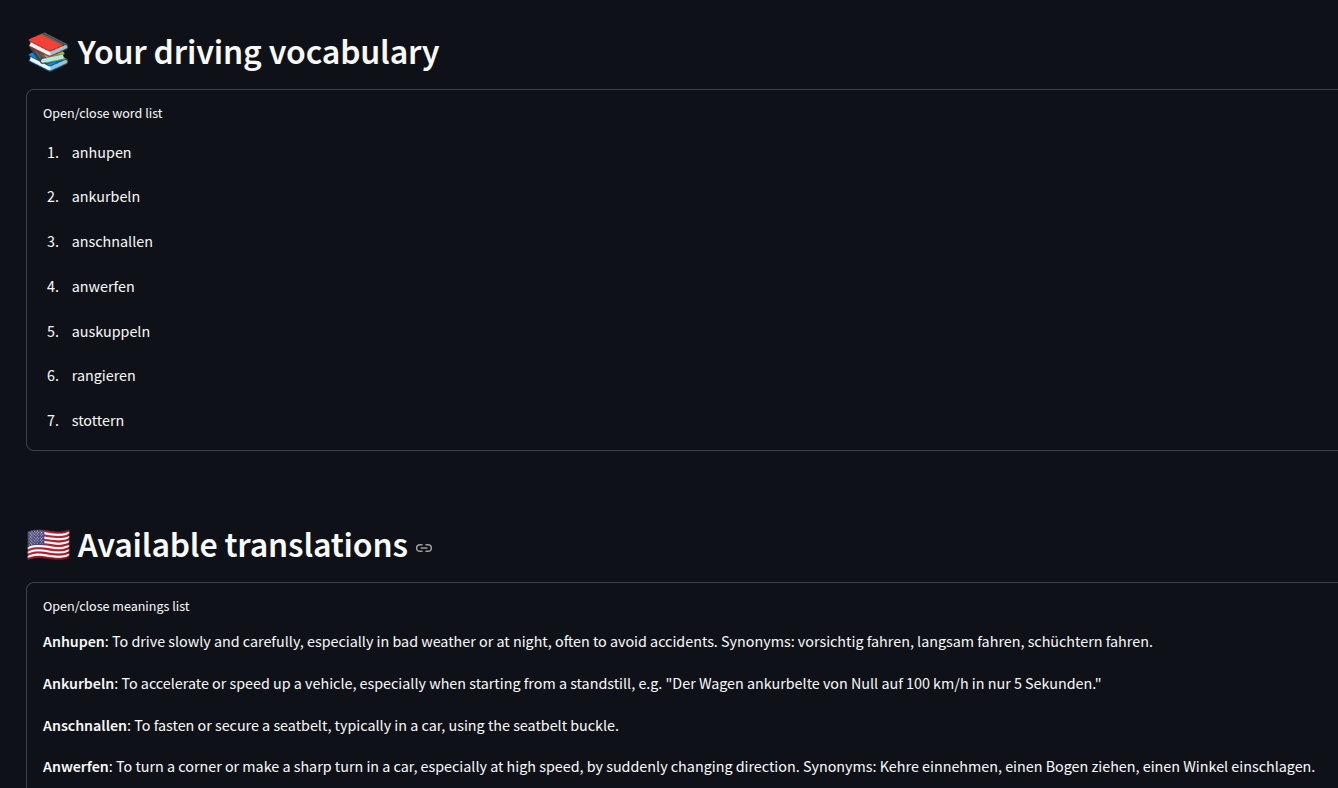 Your driving vocabulary
Open/close word list
1. anhupen
2. ankurbeln
3. anschnallen
4. anwerfen
5. auskuppeln
6. rangieren
7. stottern
Available translations
Open/close meanings list
Anhupen: To drive slowly and carefully, especially in bad weather or at night, often to avoid accidents. Synonyms: vorsichtig fahren, langsam fahren, schüchtern fahren.
Ankurbeln: To accelerate or speed up a vehicle, especially when starting from a standstill, e.g. "Der Wagen ankurbelte von Null auf 100 km/h in nur 5 Sekunden."
Anschnallen: To fasten or secure a seatbelt, typically in a car, using the seatbelt buckle.
Anwerfen: To turn a corner or make a sharp turn in a car, especially at high speed, by suddenly changing direction. Synonyms: Kehre einnehmen, einen Bogen ziehen, einen Winkel einschlagen.